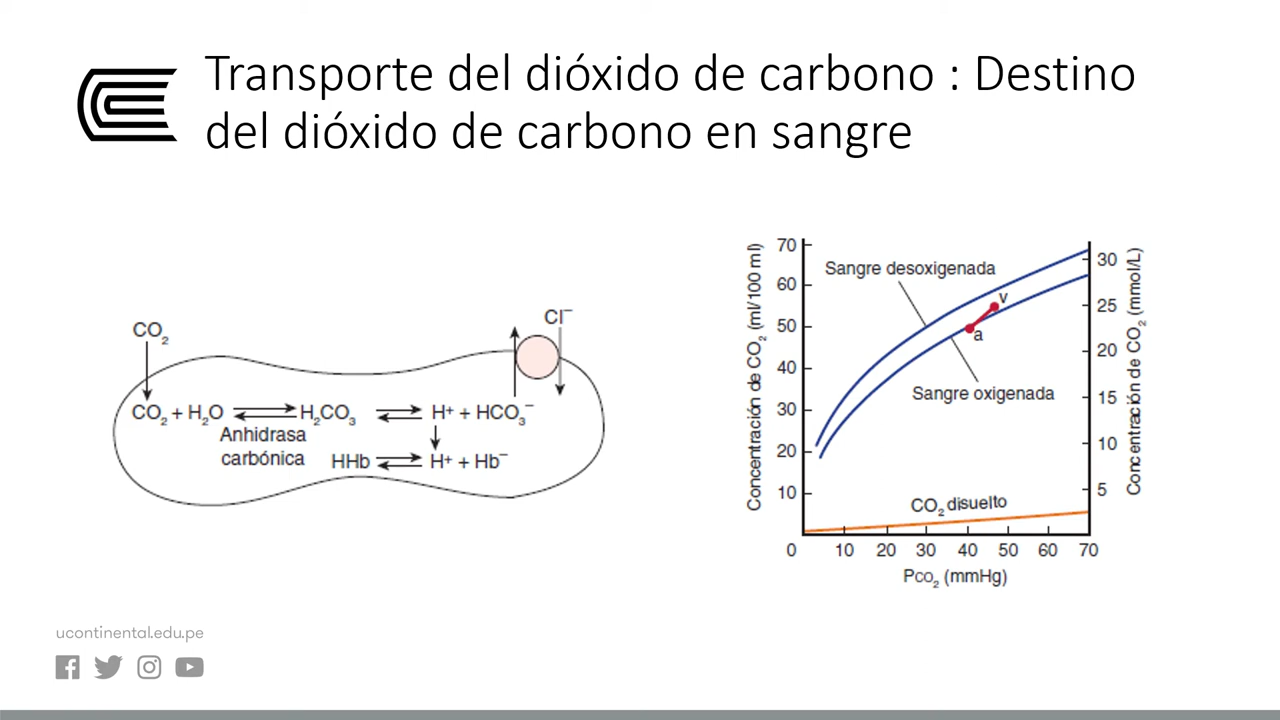 Transporte del dióxido de carbono : Destino
del dióxido de carbono en sangre
CO₂
Cl⁻
CO₂ + H₂O
H₂CO₃
H⁺ + HCO₃⁻
Anhidrasa
carbónica
HHb
H⁺ + Hb⁻
Concentración de CO₂ (ml/100 ml)
70
60
50
40
30
20
10
Sangre desoxigenada
v
a
Sangre oxigenada
CO₂ disuelto
30
25
20
15
10
5
Concentración de CO₂ (mmol/L)
0 10 20 30 40 50 60 70
Pco₂ (mmHg)
ucontinental.edu.pe